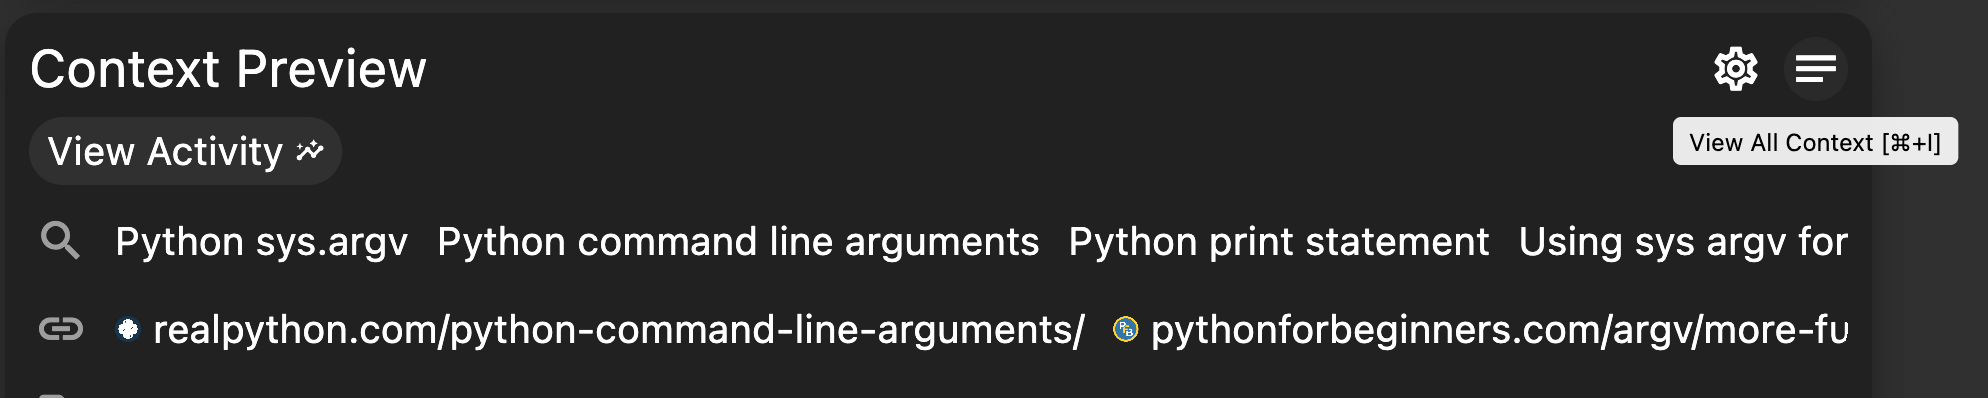 Context Preview
View All Context [⌘+I]
View Activity
Python sys.argv Python command line arguments Python print statement Using sys argv for
realpython.com/python-command-line-arguments/ pythonforbeginners.com/argv/more-fu